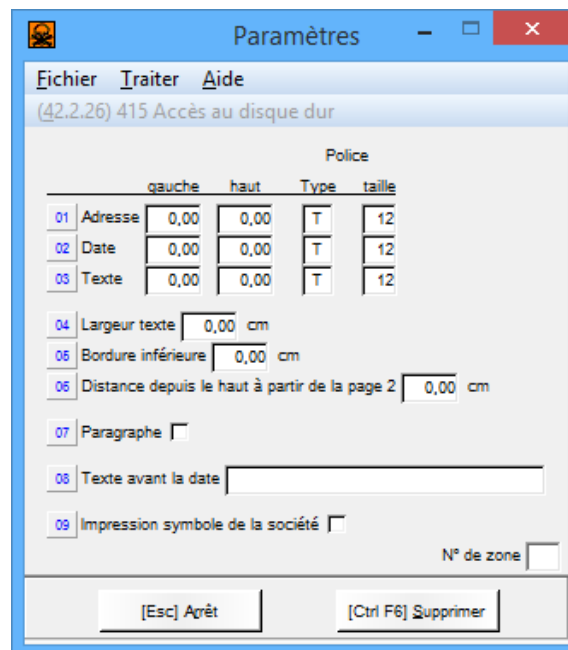 Paramètres
Fichier Traiter Aide
(42.2.26) 415 Accès au disque dur
Police
gauche haut Type taille
01 Adresse 0,00 0,00 T 12
02 Date 0,00 0,00 T 12
03 Texte 0,00 0,00 T 12
04 Largeur texte 0,00 cm
05 Bordure inférieure 0,00 cm
06 Distance depuis le haut à partir de la page 2 0,00 cm
07 Paragraphe
08 Texte avant la date
09 Impression symbole de la société
N° de zone
[Esc] Arrêt [Ctrl F6] Supprimer